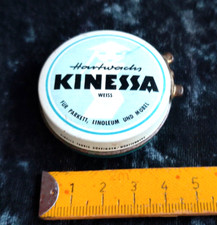 Hartwachs
KINESSA
WEISS
FÜR PARKETT, LINOLEUM UND MÖBEL
1 2 3 4 5